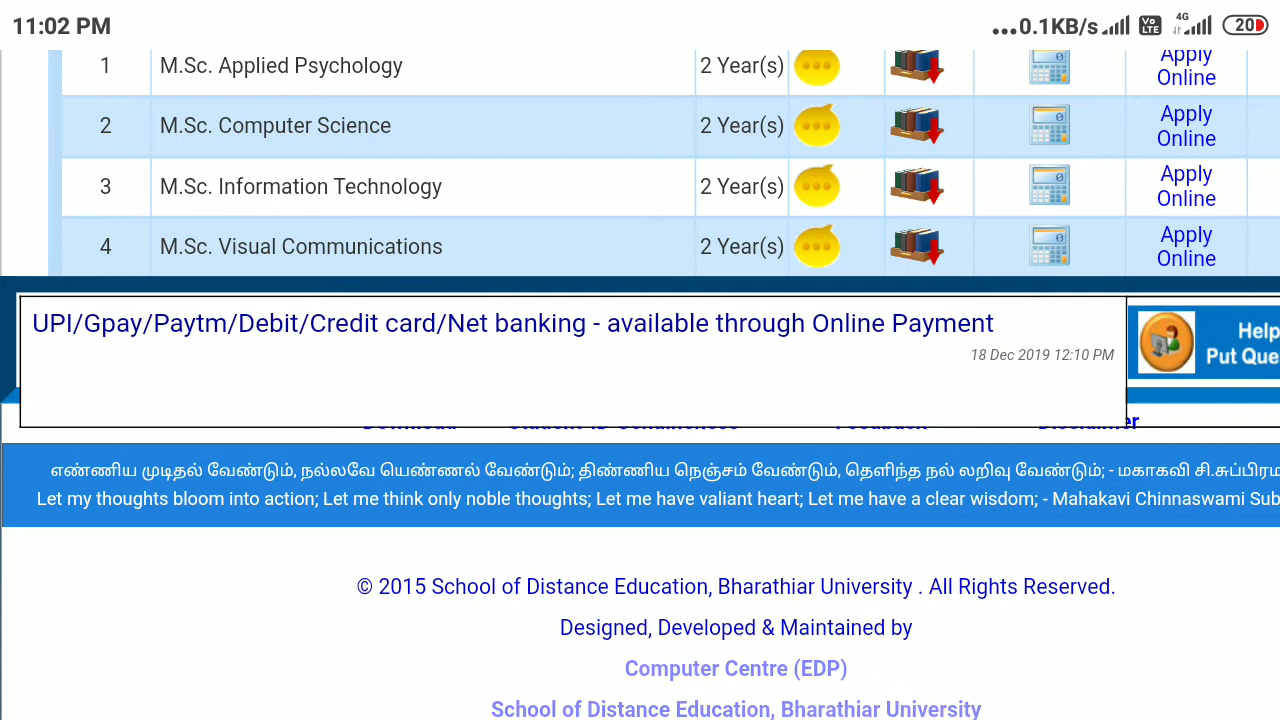 11:02 PM ...0.1KB/s Vo LTE 4G 20
1 M.Sc. Applied Psychology 2 Year(s) Apply Online
2 M.Sc. Computer Science 2 Year(s) Apply Online
3 M.Sc. Information Technology 2 Year(s) Apply Online
4 M.Sc. Visual Communications 2 Year(s) Apply Online
UPI/Gpay/Paytm/Debit/Credit card/Net banking - available through Online Payment
18 Dec 2019 12:10 PM
Help
Put Que
எண்ணிய முடிதல் வேண்டும், நல்லவே யெண்ணல் வேண்டும்; திண்ணிய நெஞ்சம் வேண்டும், தெளிந்த நல் லறிவு வேண்டும்; - மகாகவி சி.சுப்பிரம
Let my thoughts bloom into action; Let me think only noble thoughts; Let me have valiant heart; Let me have a clear wisdom; - Mahakavi Chinnaswami Sub
© 2015 School of Distance Education, Bharathiar University . All Rights Reserved.
Designed, Developed & Maintained by
Computer Centre (EDP)
School of Distance Education, Bharathiar University